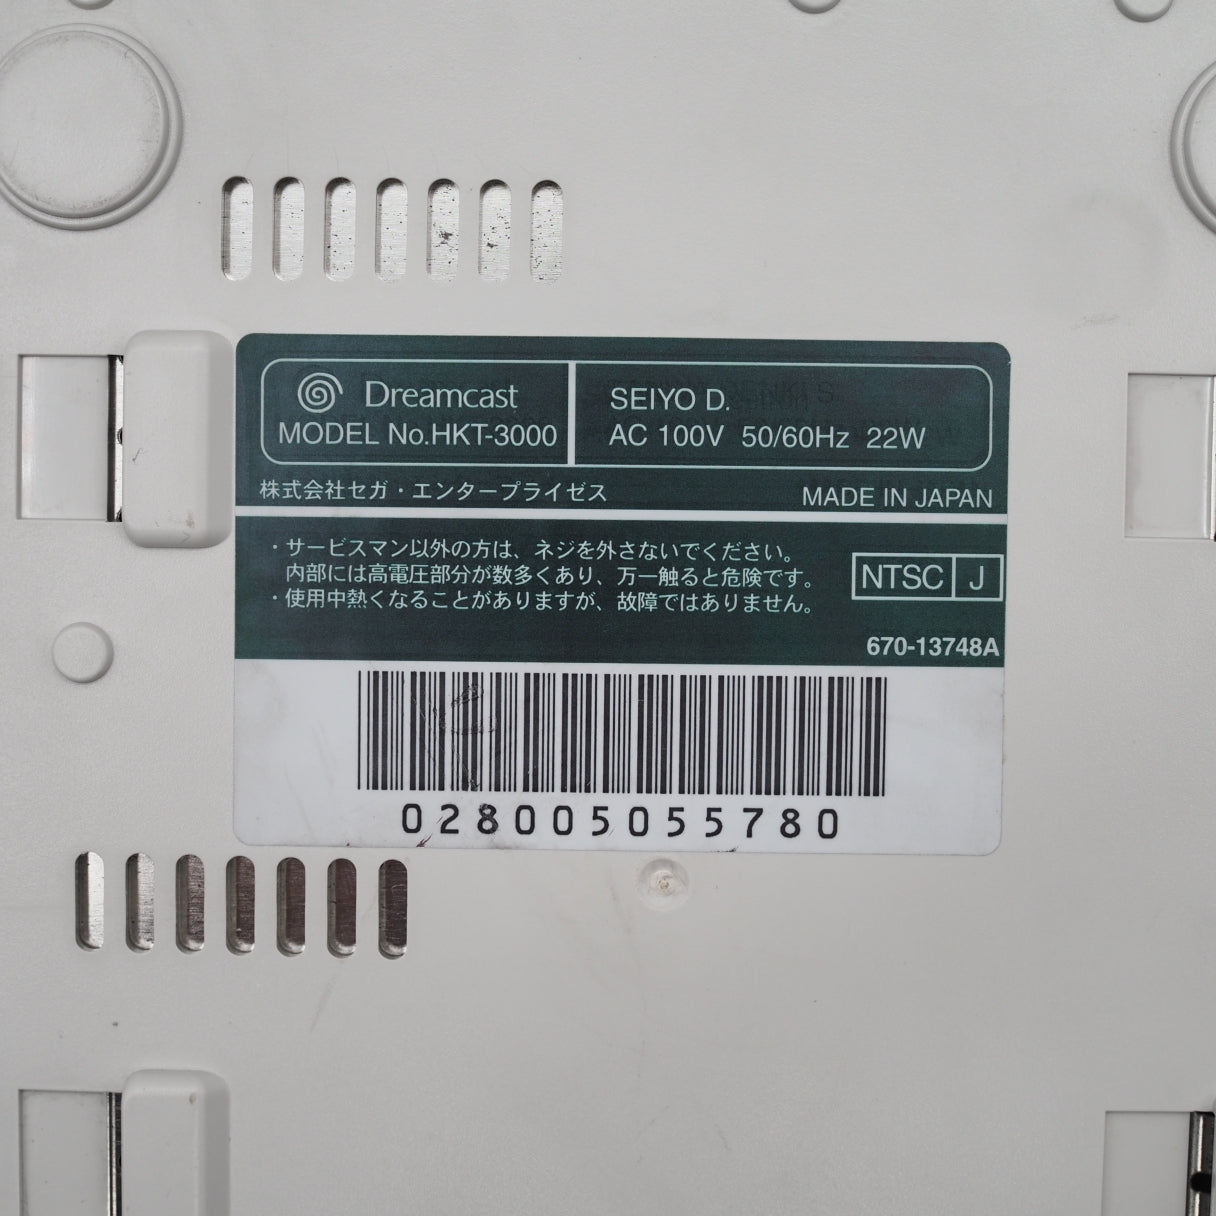 Dreamcast
MODEL No.HKT-3000
SEIYO D.
AC 100V 50/60Hz 22W
株式会社セガ・エンタープライゼス
MADE IN JAPAN
・サービスマン以外の方は、ネジを外さないでください。
内部には高電圧部分が数多くあり、万一触ると危険です。
・使用中熱くなることがありますが、故障ではありません。
NTSC J
670-13748A
028005055780